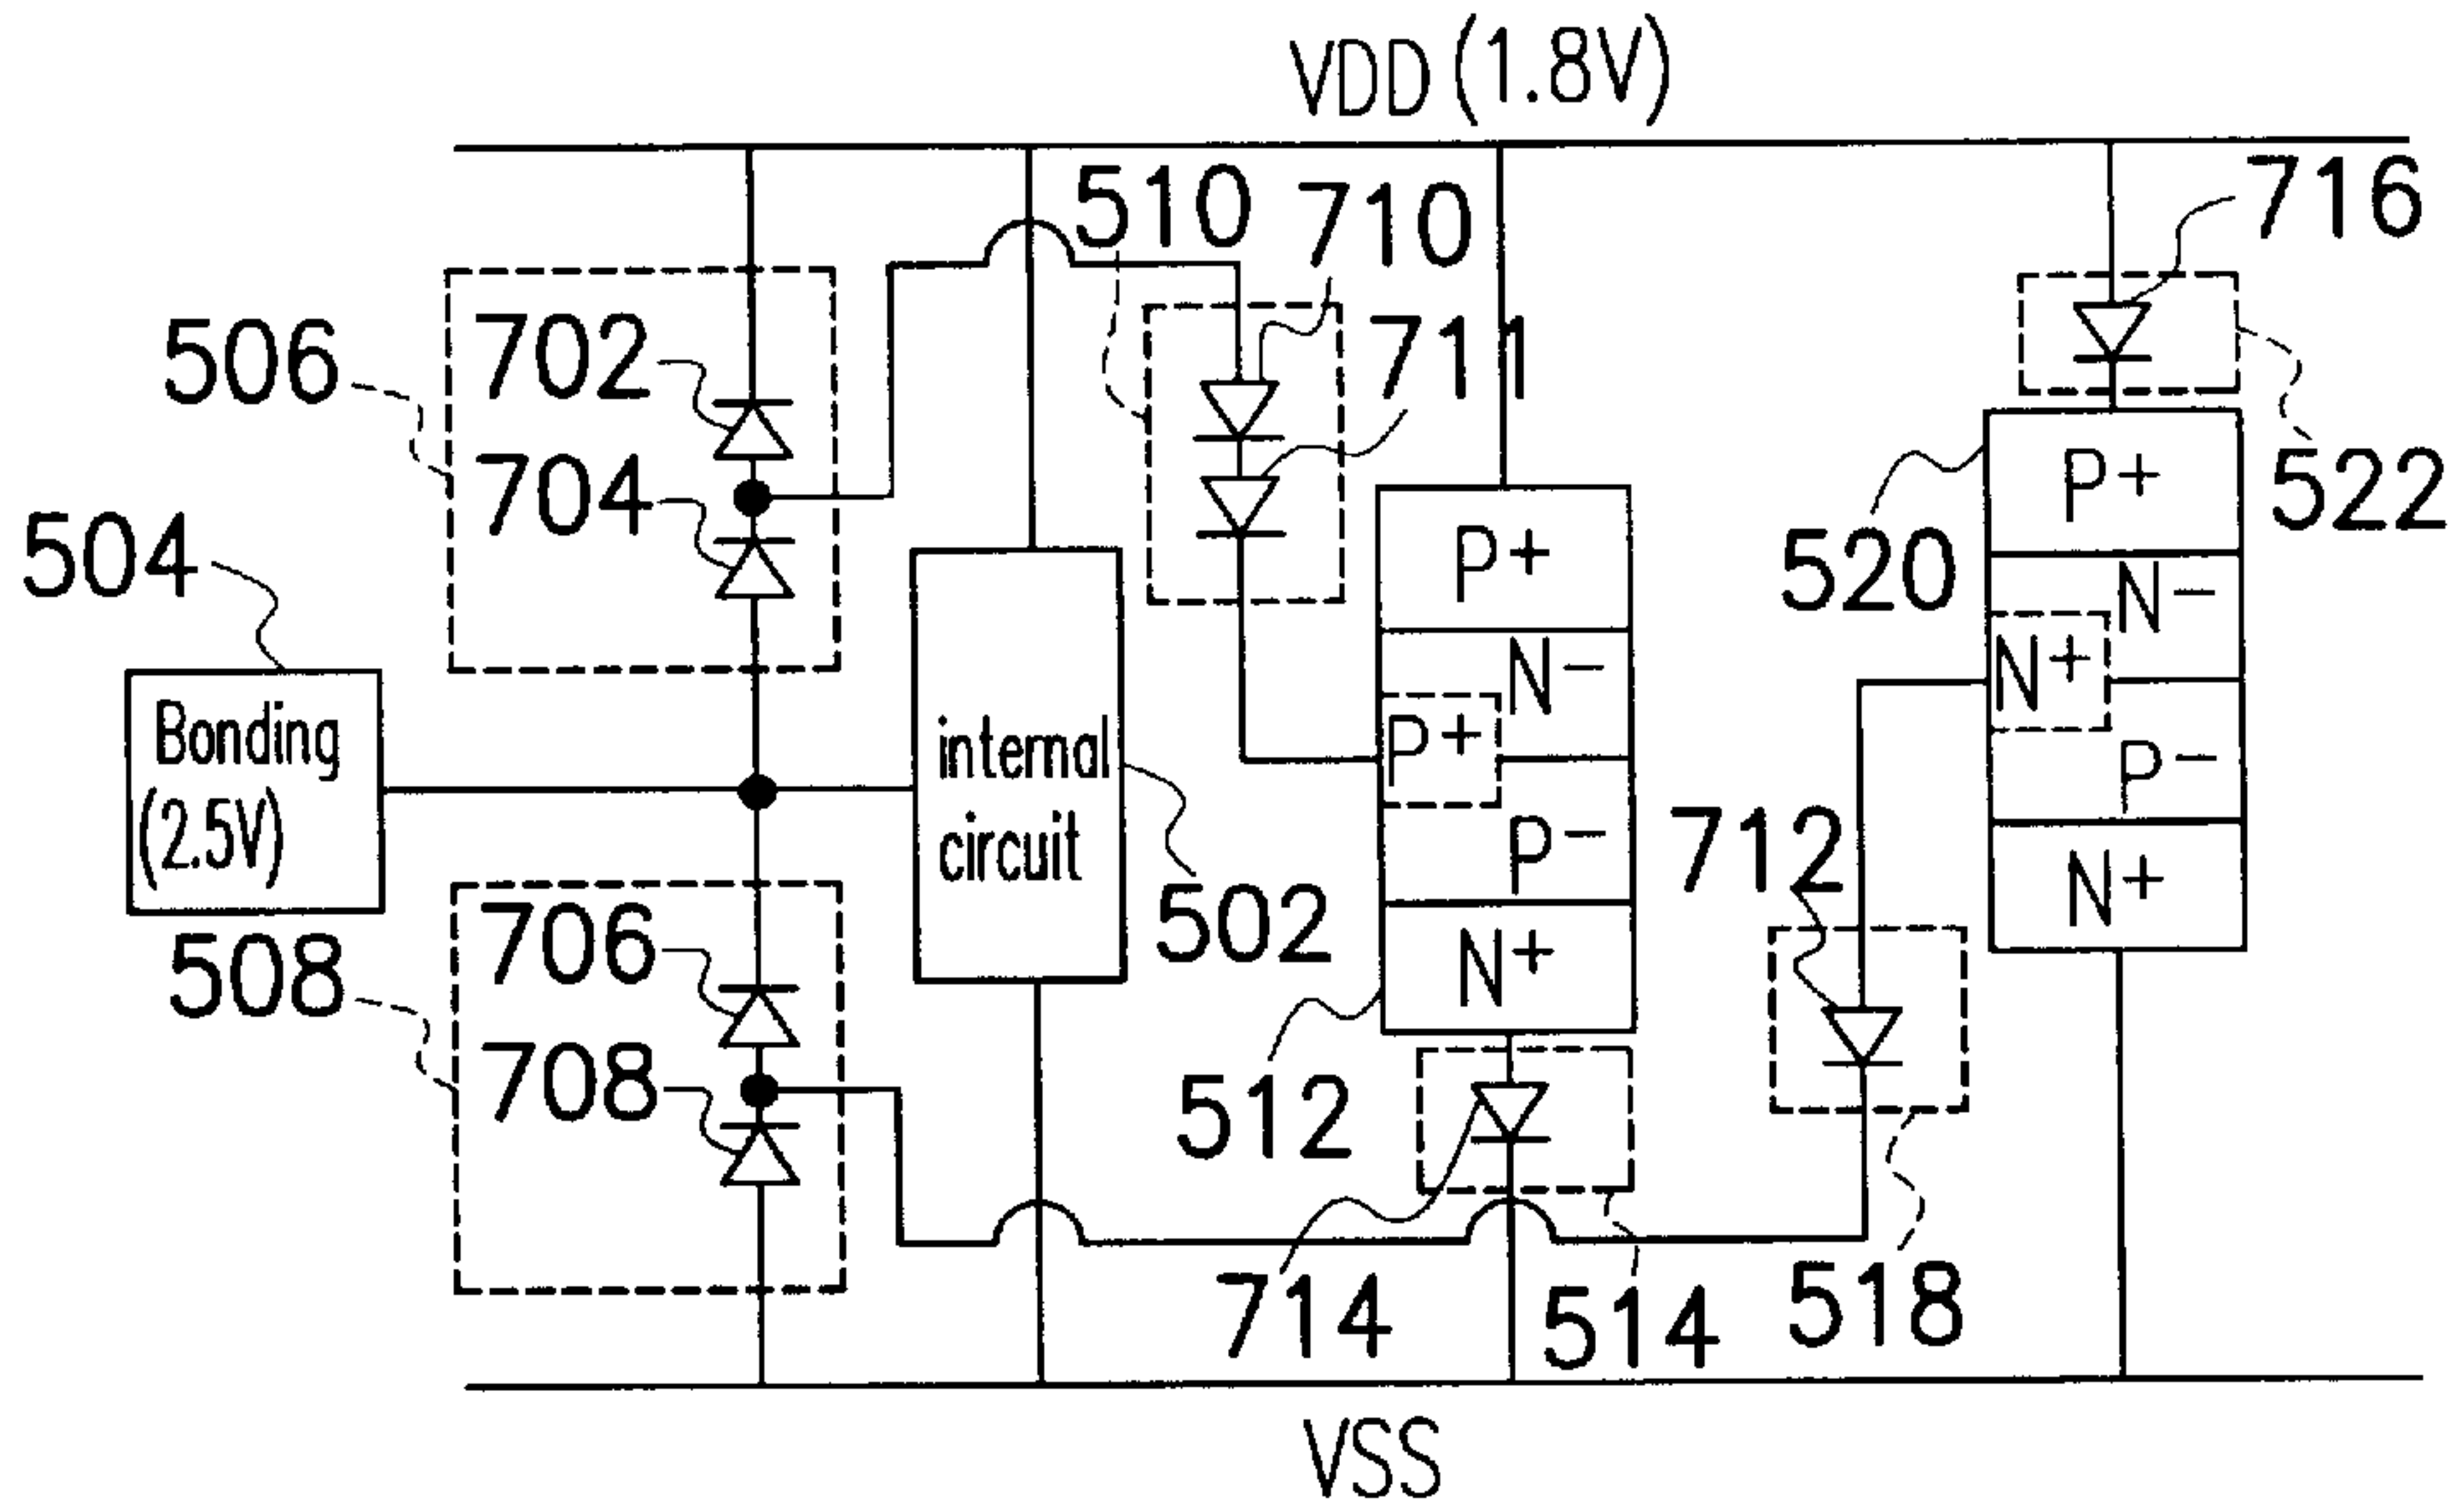 VDD (1.8V)
510
710
716
506
702
711
704
P+
522
504
P+
520
N-
N-
N+
Bonding
(2.5V)
internal
circuit
P+
P-
712
P-
N+
706
502
508
N+
708
512
714
514
518
VSS